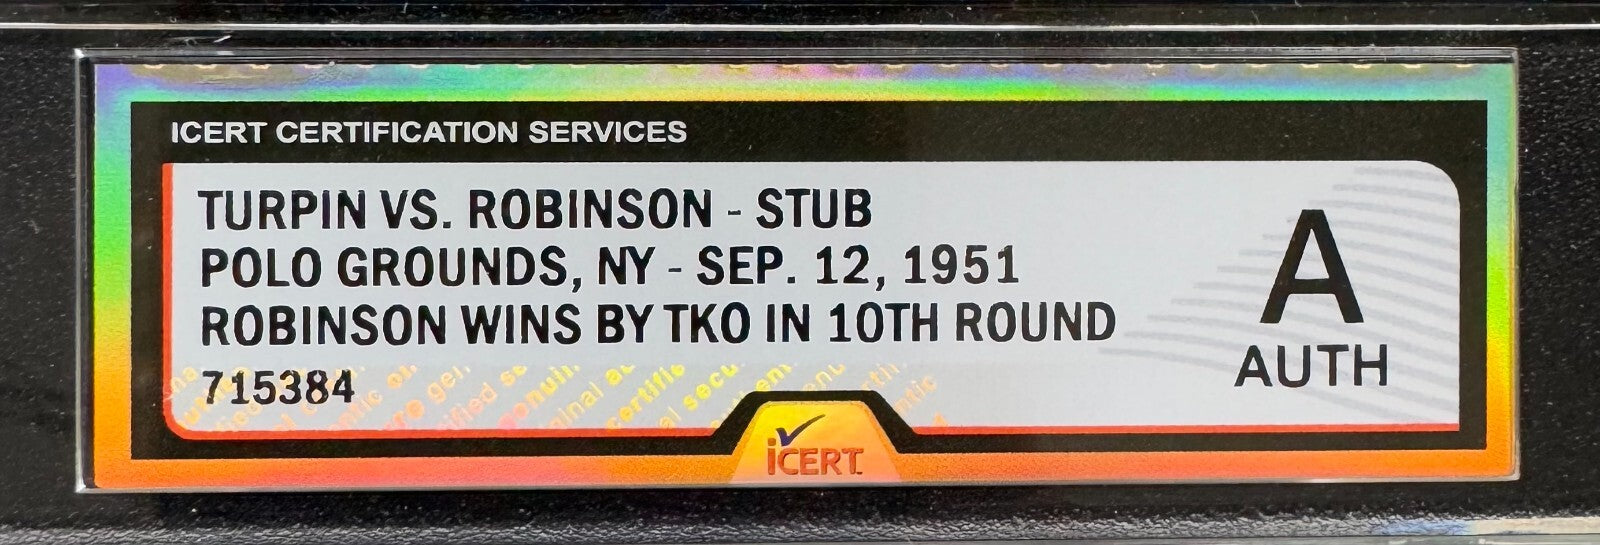 ICERT CERTIFICATION SERVICES
TURPIN VS. ROBINSON - STUB
POLO GROUNDS, NY - SEP. 12, 1951
ROBINSON WINS BY TKO IN 10TH ROUND
715384
A
AUTH
iCERT